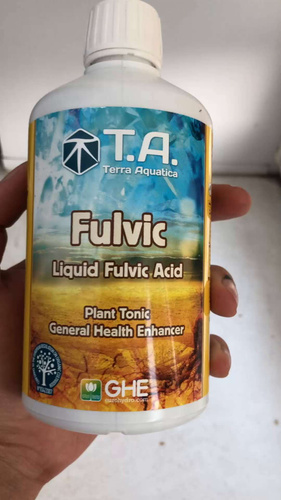 T.A.
Terra Aquatica
Fulvic
Liquid Fulvic Acid
Plant Tonic
General Health Enhancer
GHE